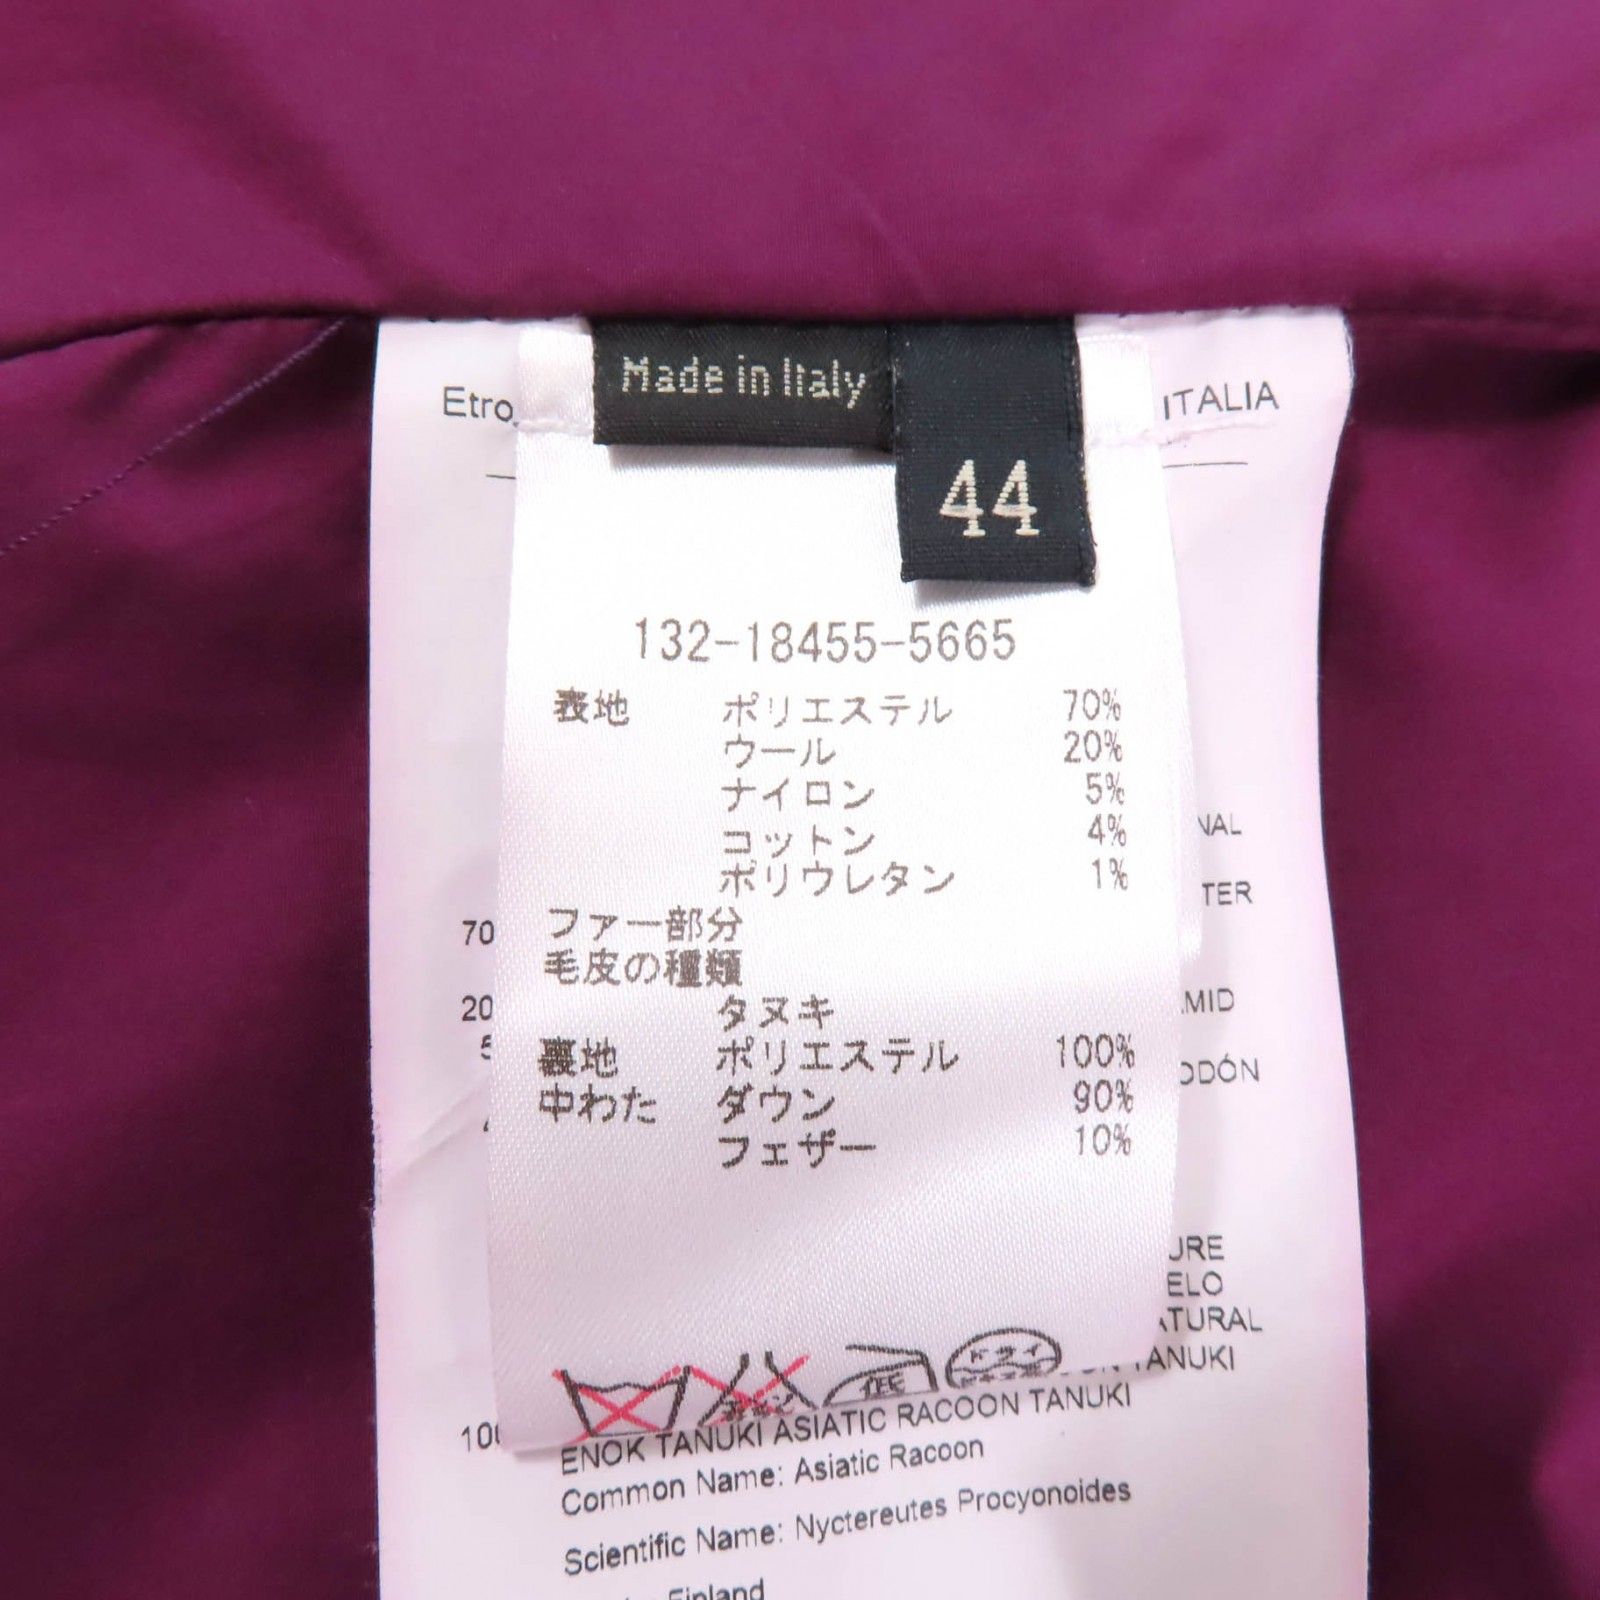 Made in Italy
Etro
ITALIA
44
132-18455-5665
表地 ポリエステル 70%
ウール 20%
ナイロン 5%
コットン 4%
ポリウレタン 1%
ファー部分
毛皮の種類
タヌキ
裏地 ポリエステル 100%
中わた ダウン 90%
フェザー 10%
70
20
5
100
NAL
TER
MID
ODÓN
URE
ELO
ATURAL
TANUKI
ドライ
ENOK TANUKI ASIATIC RACOON TANUKI
Common Name: Asiatic Racoon
Scientific Name: Nyctereutes Procyonoides
Finland